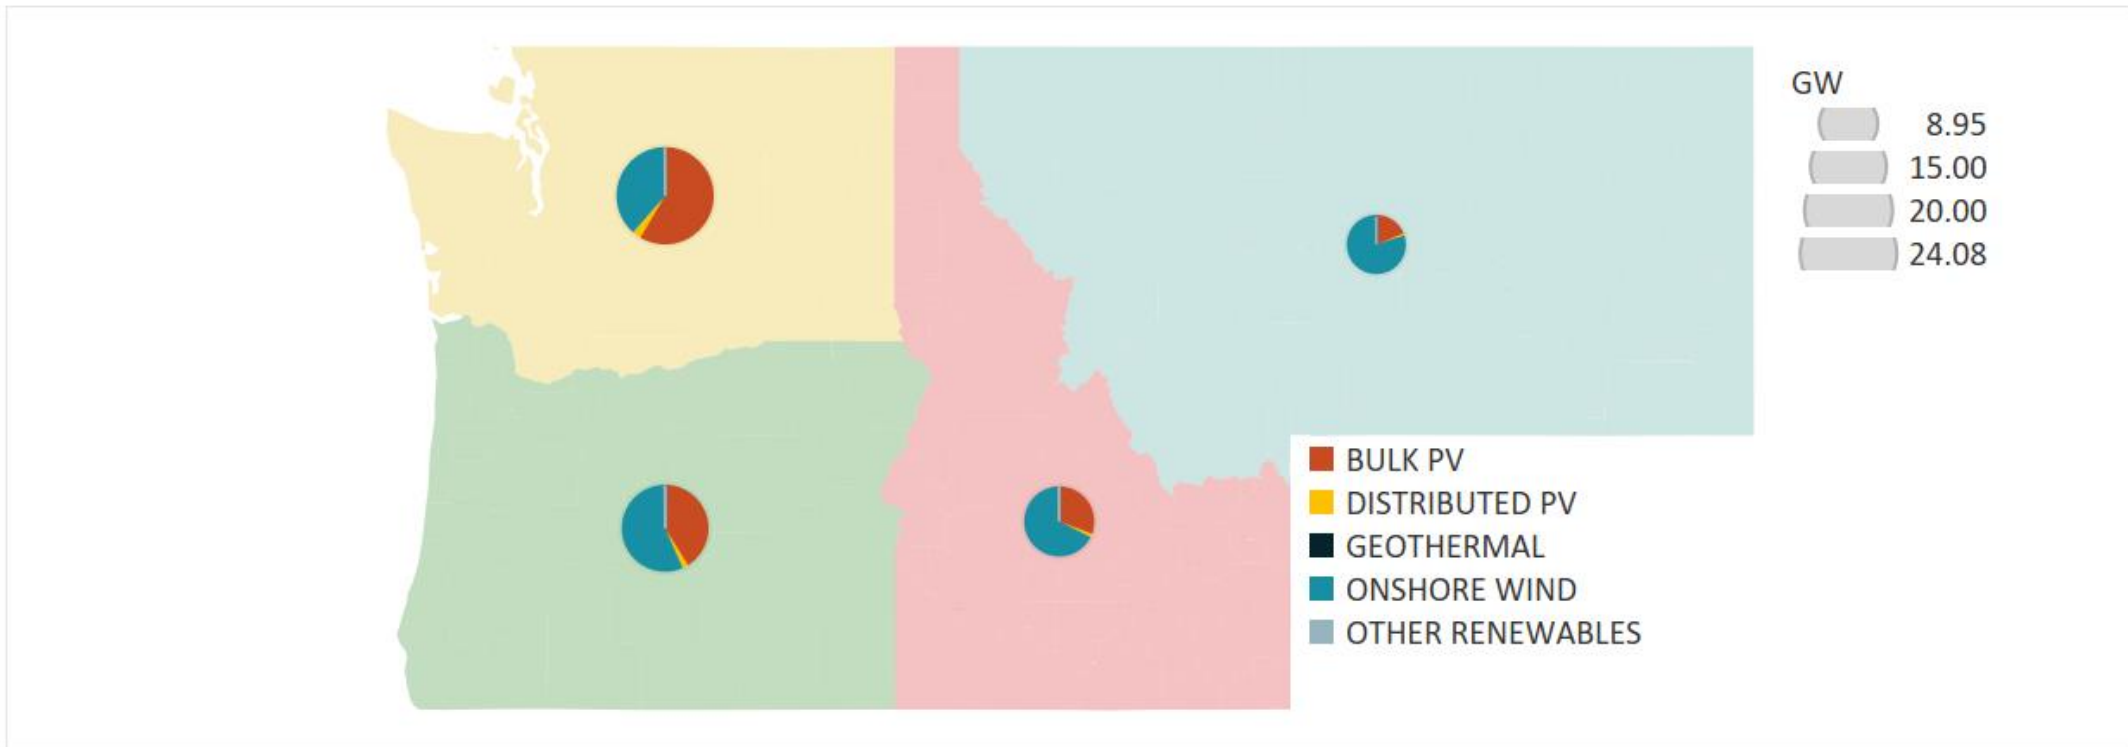 GW
8.95
15.00
20.00
24.08
BULK PV
DISTRIBUTED PV
GEOTHERMAL
ONSHORE WIND
OTHER RENEWABLES